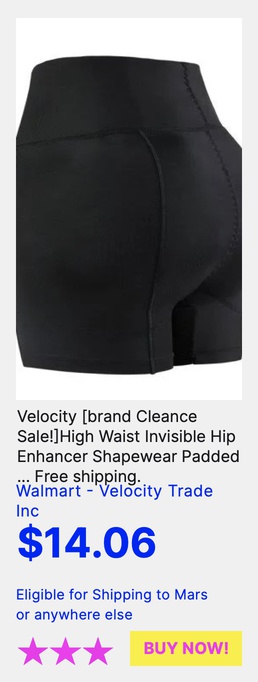 Velocity [brand Cleance
Sale!]High Waist Invisible Hip
Enhancer Shapewear Padded
... Free shipping.
Walmart - Velocity Trade
Inc
$14.06
Eligible for Shipping to Mars
or anywhere else
BUY NOW!